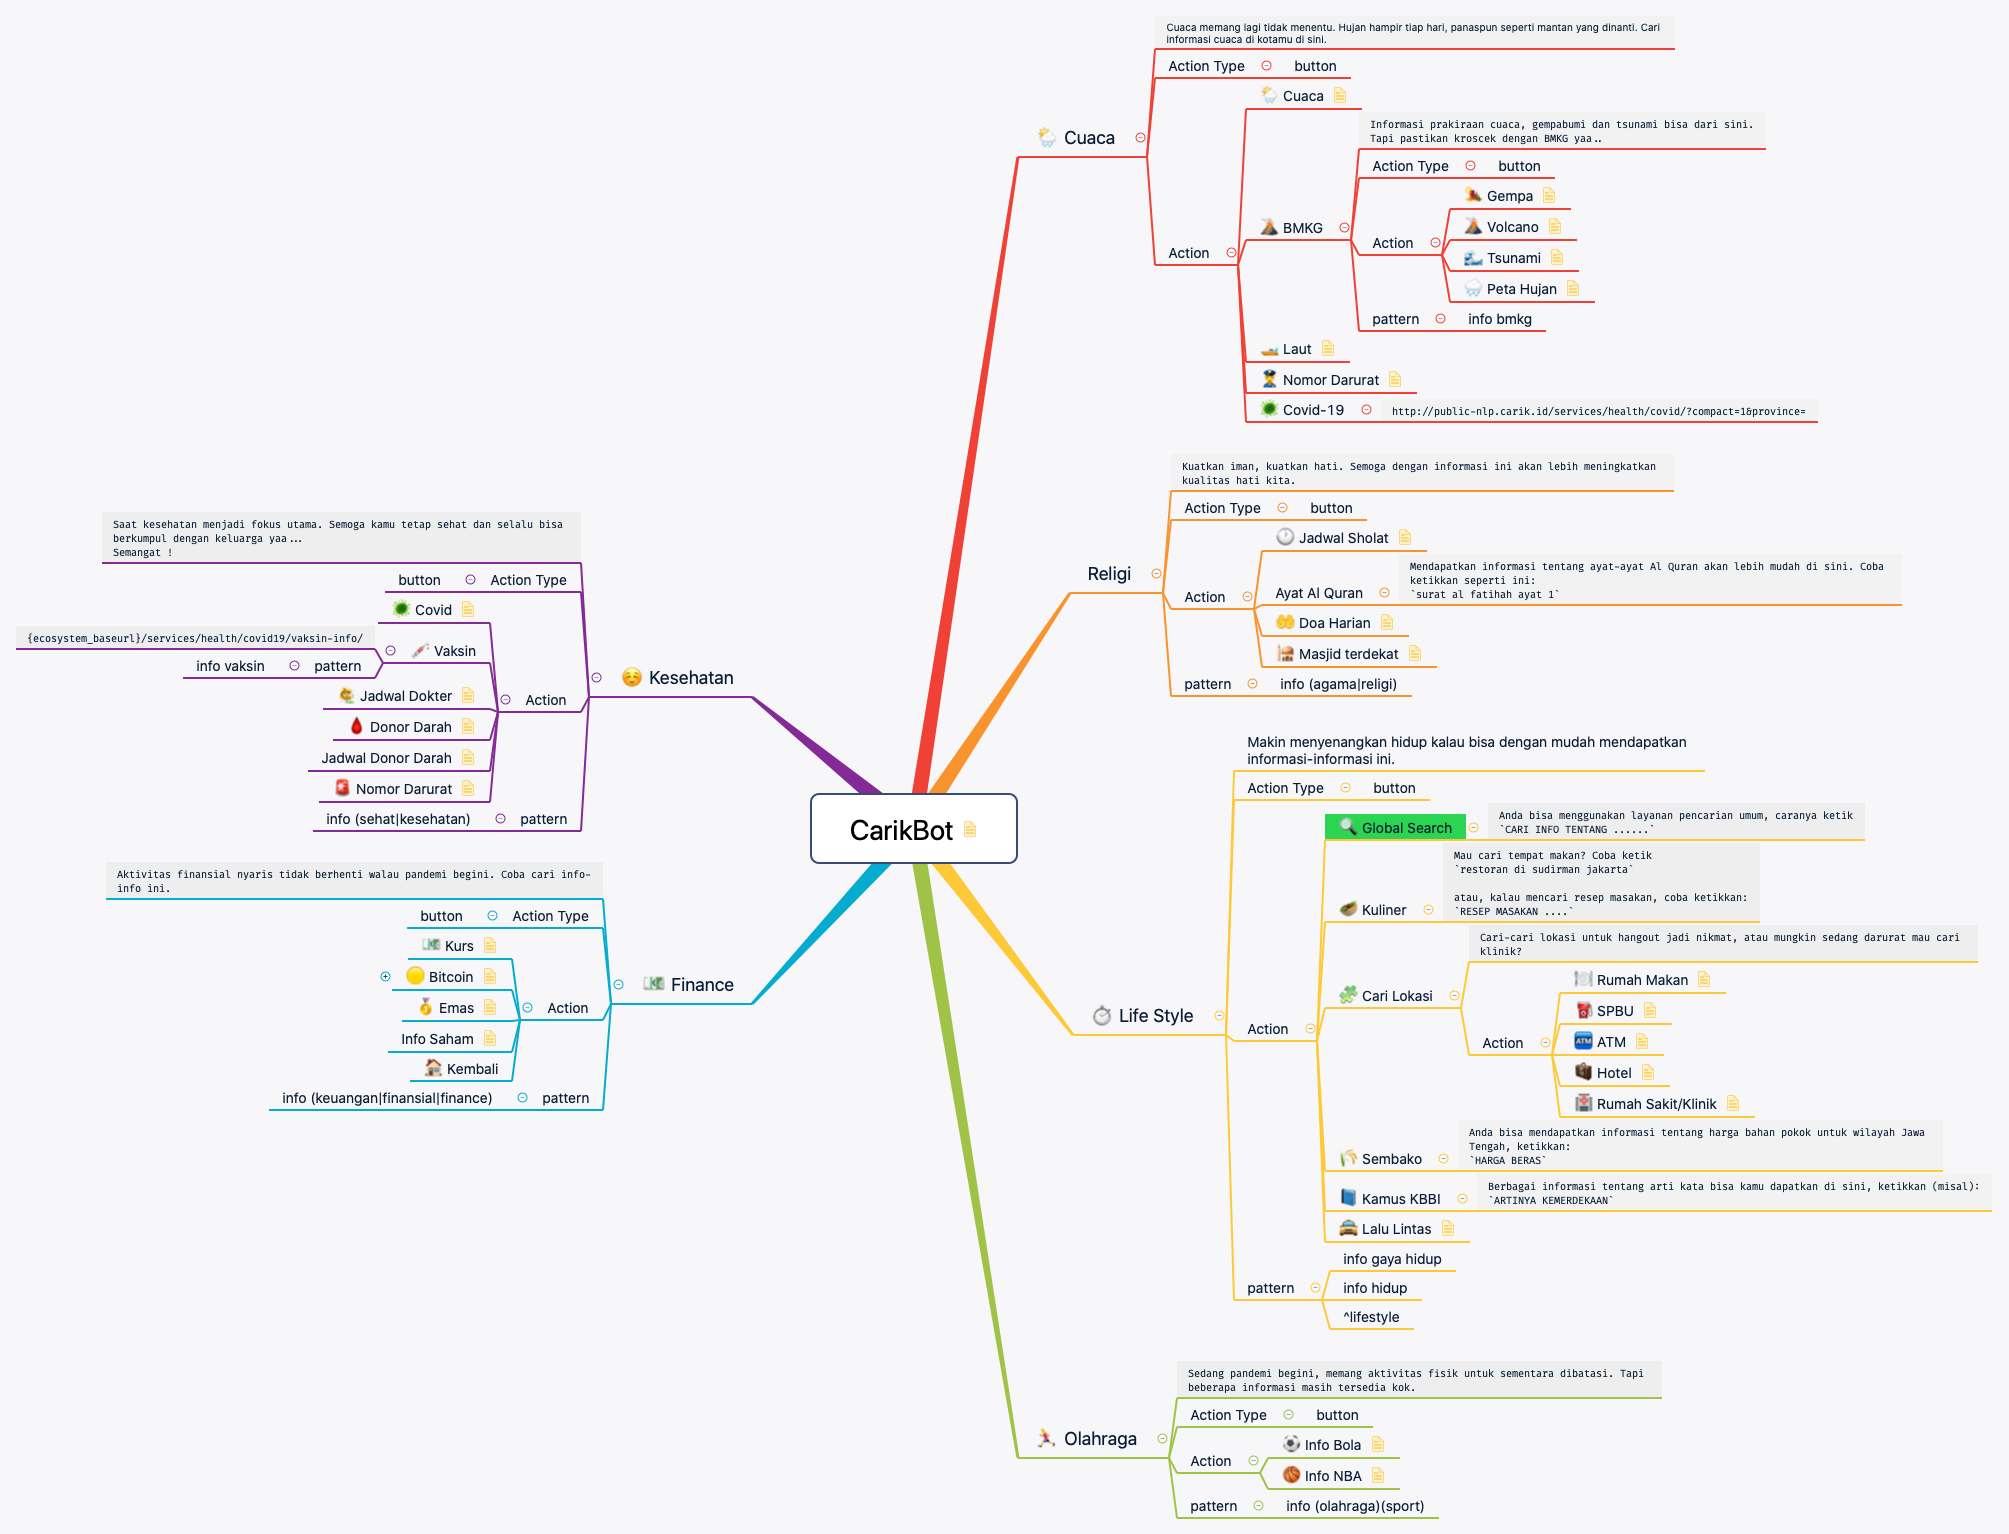 CarikBot
Cuaca
Cuaca memang lagi tidak menentu. Hujan hampir tiap hari, panaspun seperti mantan yang dinanti. Cari
informasi cuaca di kotamu di sini.
Action Type
button
Action
Cuaca
BMKG
Informasi prakiraan cuaca, gempabumi dan tsunami bisa dari sini.
Tapi pastikan kroscek dengan BMKG yaa..
Action Type
button
Action
Gempa
Volcano
Tsunami
Peta Hujan
pattern
info bmkg
Laut
Nomor Darurat
Covid-19
http://public-nlp.carik.id/services/health/covid/?compact=1&province=
Religi
Kuatkan iman, kuatkan hati. Semoga dengan informasi ini akan lebih meningkatkan
kualitas hati kita.
Action Type
button
Action
Jadwal Sholat
Ayat Al Quran
Mendapatkan informasi tentang ayat-ayat Al Quran akan lebih mudah di sini. Coba
ketikkan seperti ini:
`surat al fatihah ayat 1`
Doa Harian
Masjid terdekat
pattern
info (agama|religi)
Life Style
Makin menyenangkan hidup kalau bisa dengan mudah mendapatkan
informasi-informasi ini.
Action Type
button
Action
Global Search
Anda bisa menggunakan layanan pencarian umum, caranya ketik
`CARI INFO TENTANG ......`
Kuliner
Mau cari tempat makan? Coba ketik
`restoran di sudirman jakarta`
atau, kalau mencari resep masakan, coba ketikkan:
`RESEP MASAKAN ....`
Cari Lokasi
Cari-cari lokasi untuk hangout jadi nikmat, atau mungkin sedang darurat mau cari
klinik?
Action
Rumah Makan
SPBU
ATM
ATM
Hotel
Rumah Sakit/Klinik
Sembako
Anda bisa mendapatkan informasi tentang harga bahan pokok untuk wilayah Jawa
Tengah, ketikkan:
`HARGA BERAS`
Kamus KBBI
Berbagai informasi tentang arti kata bisa kamu dapatkan di sini, ketikkan (misal):
`ARTINYA KEMERDEKAAN`
Lalu Lintas
pattern
info gaya hidup
info hidup
^lifestyle
Olahraga
Sedang pandemi begini, memang aktivitas fisik untuk sementara dibatasi. Tapi
beberapa informasi masih tersedia kok.
Action Type
button
Action
Info Bola
Info NBA
pattern
info (olahraga)(sport)
Kesehatan
Saat kesehatan menjadi fokus utama. Semoga kamu tetap sehat dan selalu bisa
berkumpul dengan keluarga yaa...
Semangat !
button
Action Type
Action
Covid
Vaksin
{ecosystem_baseurl}/services/health/covid19/vaksin-info/
info vaksin
pattern
Jadwal Dokter
Donor Darah
Jadwal Donor Darah
Nomor Darurat
info (sehat|kesehatan)
pattern
Finance
Aktivitas finansial nyaris tidak berhenti walau pandemi begini. Coba cari info-
info ini.
button
Action Type
Action
Kurs
Bitcoin
Emas
Info Saham
Kembali
info (keuangan|finansial|finance)
pattern